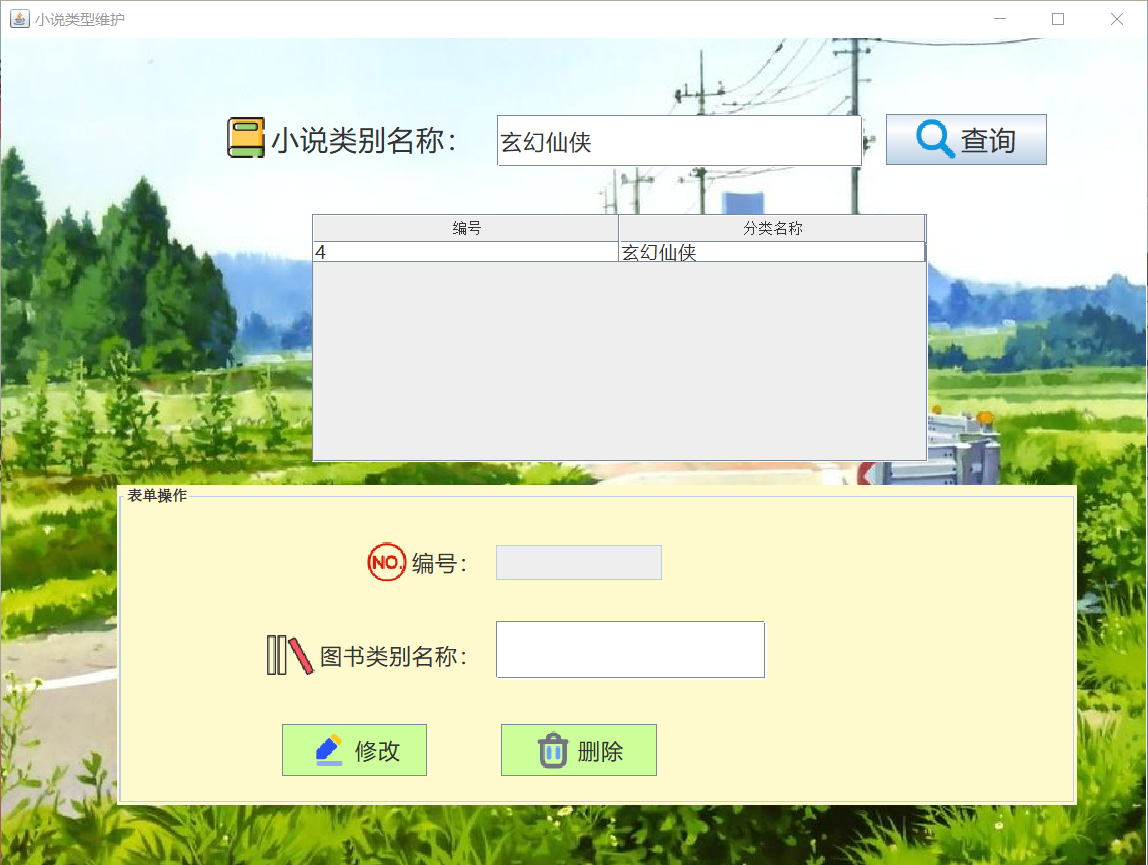 小说类型维护
小说类别名称： 玄幻仙侠 查询
编号 分类名称
4 玄幻仙侠
表单操作
NO. 编号：
图书类别名称：
修改 删除